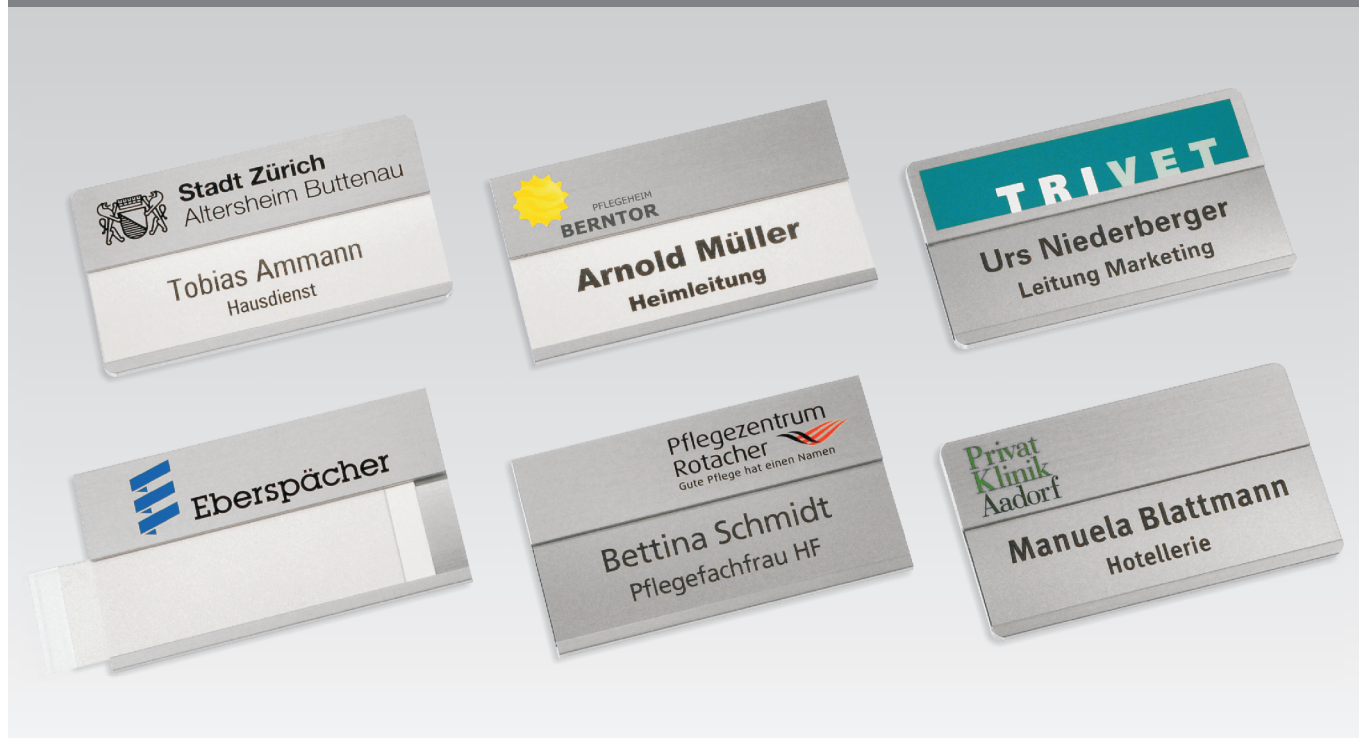 Stadt Zürich
Altersheim Buttenau
Tobias Ammann
Hausdienst
PFLEGEHEIM
BERNTOR
Arnold Müller
Heimleitung
TRIVET
Urs Niederberger
Leitung Marketing
Eberspächer
Pflegezentrum
Rotacher
Gute Pflege hat einen Namen
Bettina Schmidt
Pflegefachfrau HF
Privat
Klinik
Aadorf
Manuela Blattmann
Hotellerie